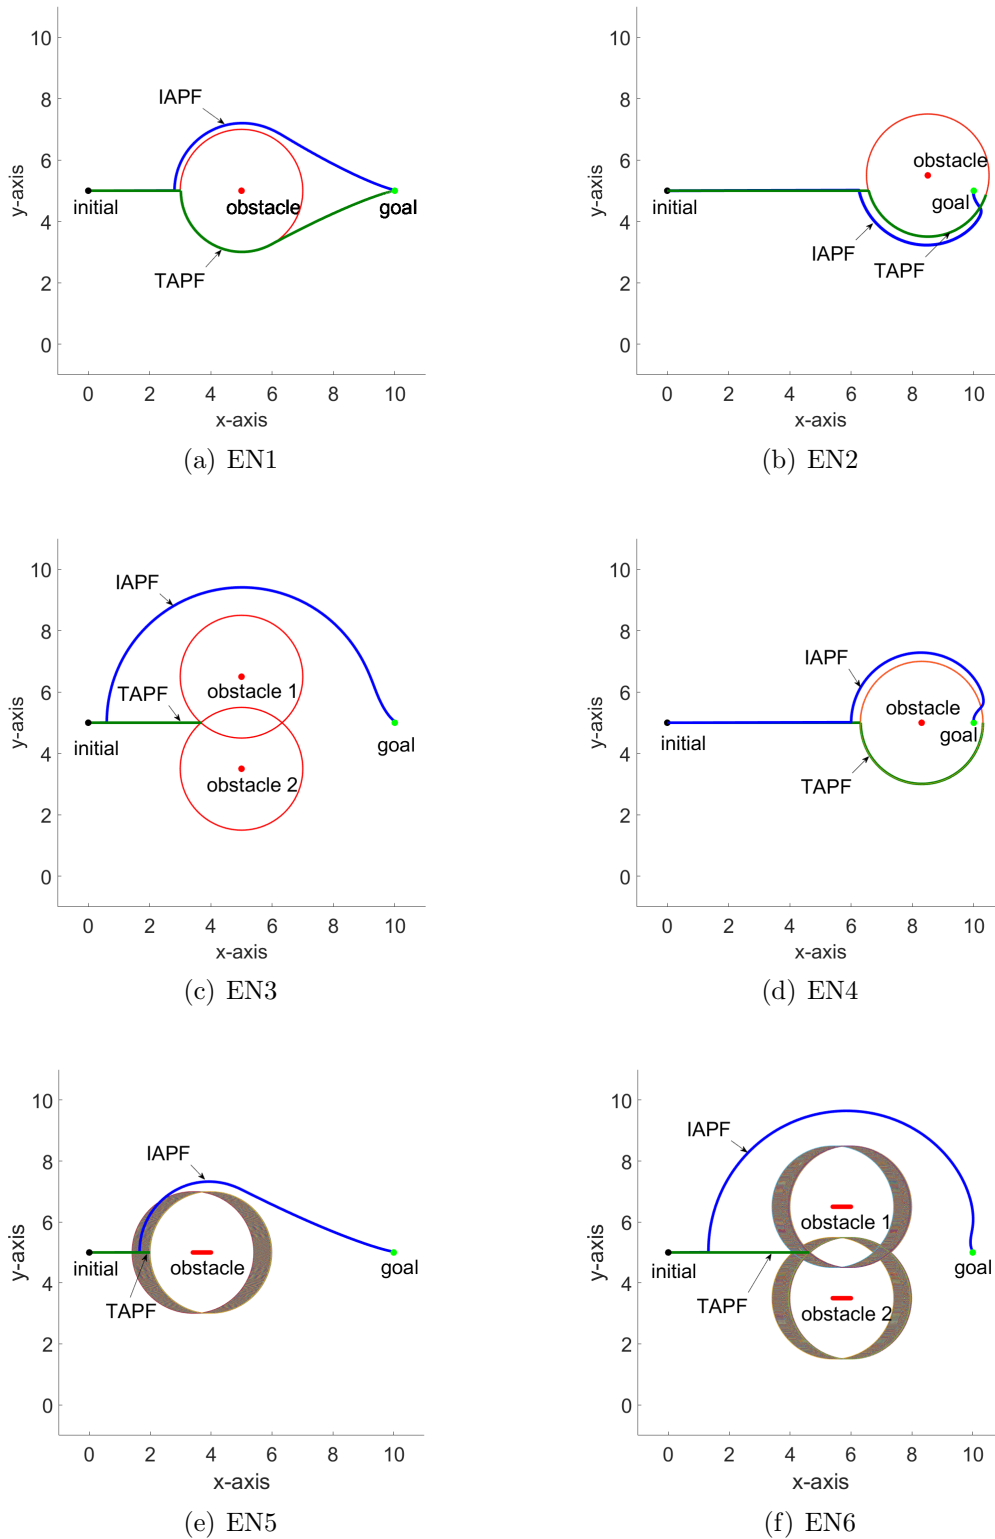 10
8
6
4
2
0
y-axis
IAPF
initial
obstacle
goal
TAPF
0 2 4 6 8 10
x-axis
(a) EN1
10
8
6
4
2
0
y-axis
obstacle
goal
IAPF
TAPF
initial
0 2 4 6 8 10
x-axis
(b) EN2
10
8
6
4
2
0
y-axis
IAPF
TAPF
obstacle 1
initial
goal
obstacle 2
0 2 4 6 8 10
x-axis
(c) EN3
10
8
6
4
2
0
y-axis
IAPF
obstacle
goal
initial
TAPF
0 2 4 6 8 10
x-axis
(d) EN4
10
8
6
4
2
0
y-axis
IAPF
initial
obstacle
goal
TAPF
0 2 4 6 8 10
x-axis
(e) EN5
10
8
6
4
2
0
y-axis
IAPF
obstacle 1
initial
goal
TAPF
obstacle 2
0 2 4 6 8 10
x-axis
(f) EN6